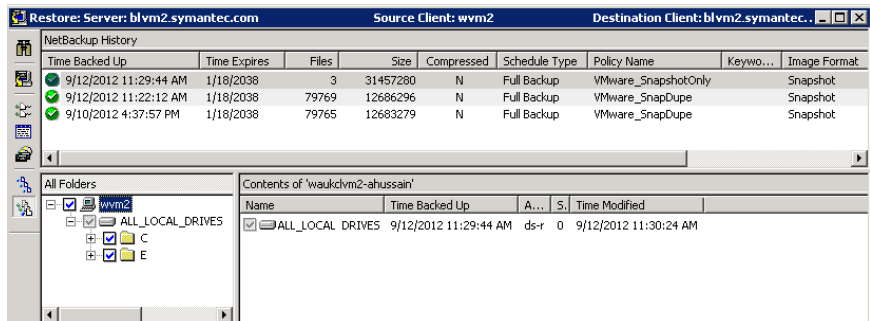 Restore: Server: blvm2.symantec.com Source Client: wvm2 Destination Client: blvm2.symantec. . .
NetBackup History
Time Backed Up Time Expires Files Size Compressed Schedule Type Policy Name Keywo... Image Format
9/12/2012 11:29:44 AM 1/18/2038 3 31457280 N Full Backup VMware_SnapshotOnly Snapshot
9/12/2012 11:22:12 AM 1/18/2038 79769 12686296 N Full Backup VMware_SnapDupe Snapshot
9/10/2012 4:37:57 PM 1/18/2038 79765 12683279 N Full Backup VMware_SnapDupe Snapshot
All Folders
Contents of 'waukclvm2-ahussain'
wvm2
ALL_LOCAL_DRIVES
C
E
Name Time Backed Up A... S. Time Modified
ALL_LOCAL_DRIVES 9/12/2012 11:29:44 AM ds-r 0 9/12/2012 11:30:24 AM